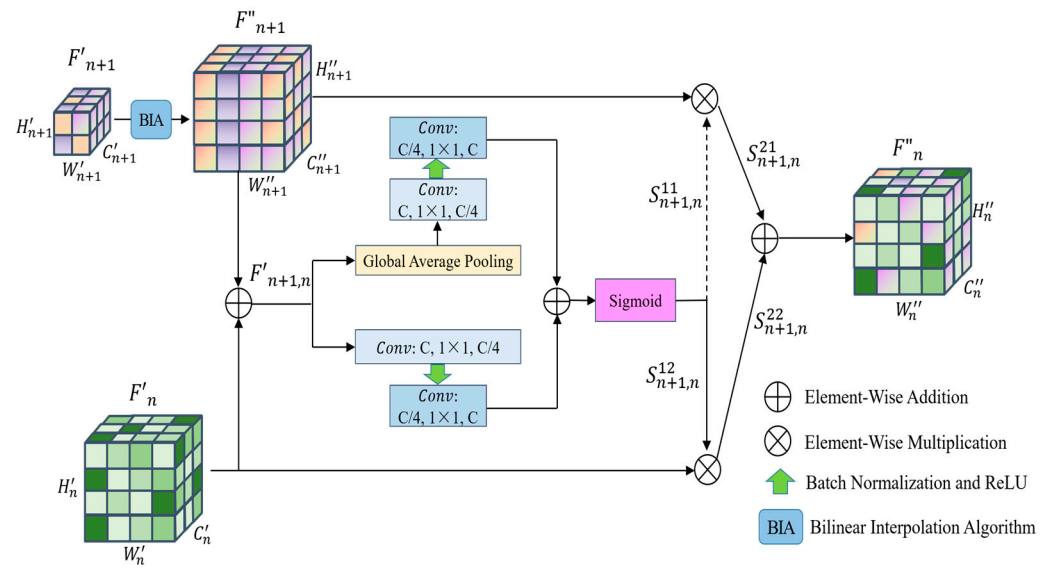 F"n+1
F′n+1
H″n+1
H′n+1
BIA
C′n+1
W′n+1
C″n+1
W″n+1
Conv:
C/4, 1×1, C
Conv:
C, 1×1, C/4
Global Average Pooling
F′n+1,n
Sigmoid
Conv: C, 1×1, C/4
Conv:
C/4, 1×1, C
S¹¹n+1,n
S²¹n+1,n
S¹²n+1,n
S²²n+1,n
F"n
H″n
C″n
W″n
F′n
H′n
C′n
W′n
Element-Wise Addition
Element-Wise Multiplication
Batch Normalization and ReLU
BIA Bilinear Interpolation Algorithm